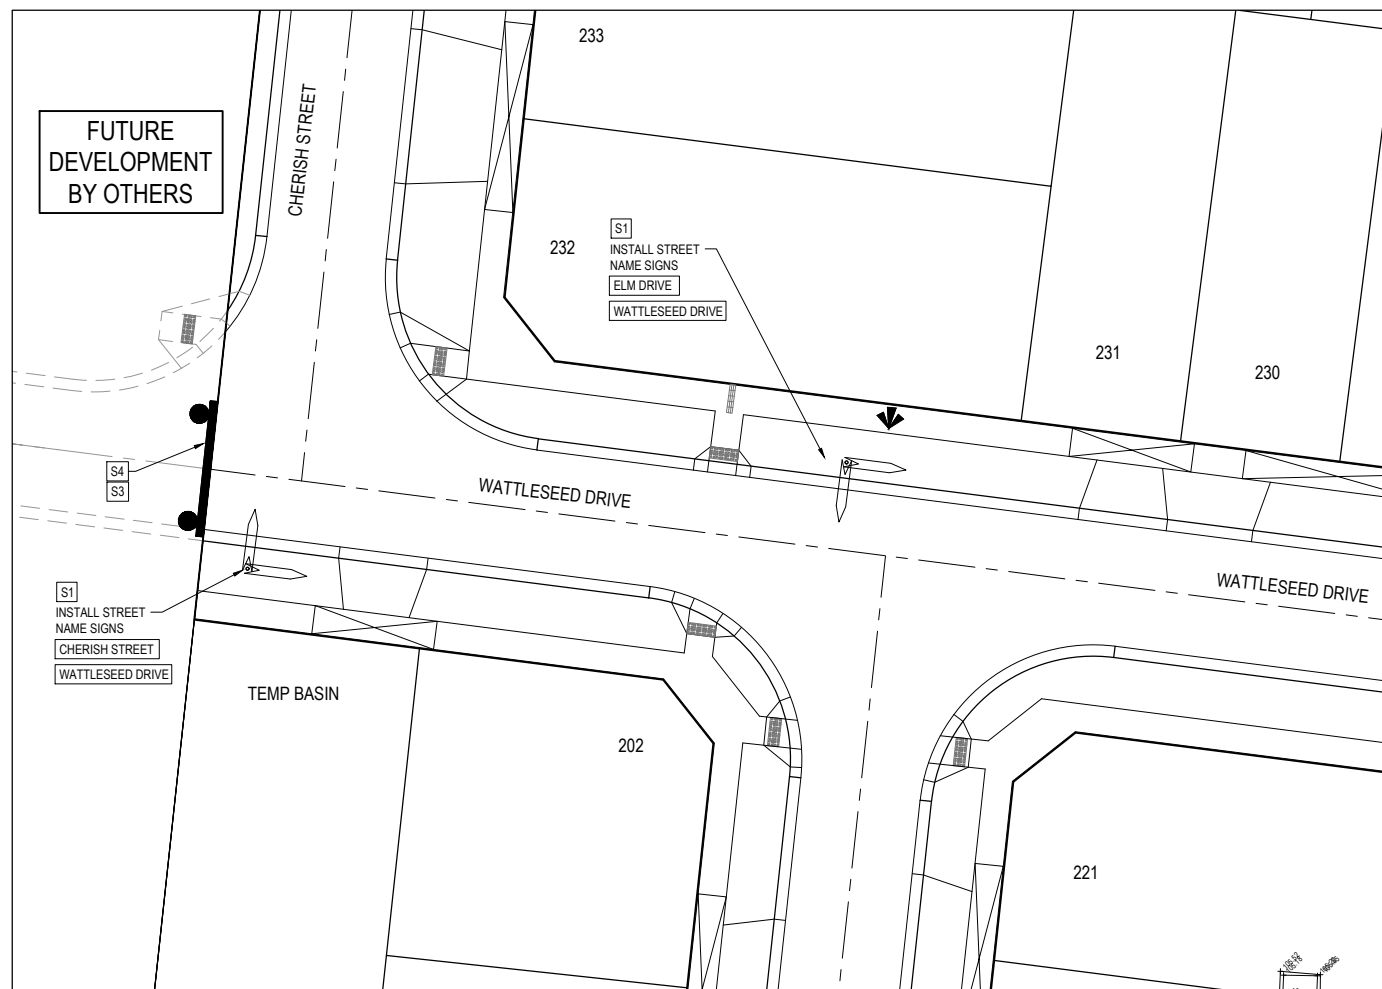 233
FUTURE
DEVELOPMENT
BY OTHERS
CHERISH STREET
232
S1
INSTALL STREET
NAME SIGNS
ELM DRIVE
WATTLESEED DRIVE
231
230
S4
S3
WATTLESEED DRIVE
WATTLESEED DRIVE
S1
INSTALL STREET
NAME SIGNS
CHERISH STREET
WATTLESEED DRIVE
TEMP BASIN
202
221